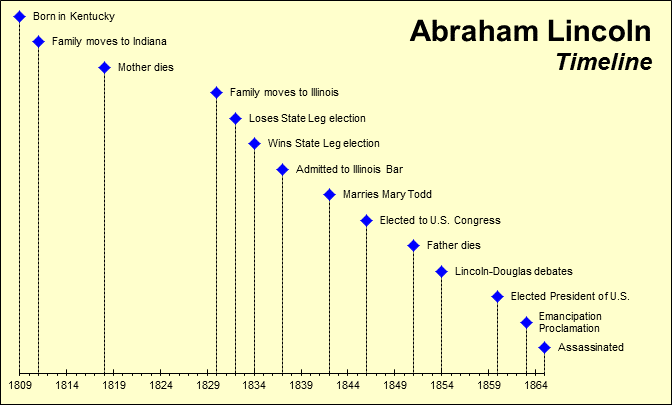 Abraham Lincoln
Timeline
Born in Kentucky
Family moves to Indiana
Mother dies
Family moves to Illinois
Loses State Leg election
Wins State Leg election
Admitted to Illinois Bar
Marries Mary Todd
Elected to U.S. Congress
Father dies
Lincoln-Douglas debates
Elected President of U.S.
Emancipation
Proclamation
Assassinated
1809 1814 1819 1824 1829 1834 1839 1844 1849 1854 1859 1864